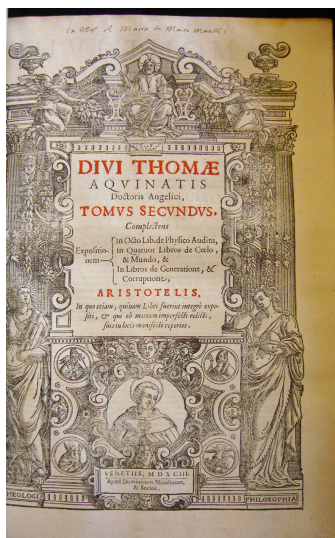 DIVI THOMÆ
AQVINATIS
Doctoris Angelici,
TOMVS SECVNDVS,
Complectens
Expositio-
nem
in Octo Lib. de Physico Auditu,
in Quatuor Libros de Cœlo,
& Mundo, &
In Libros de Generatione, &
Corruptione,
ARISTOTELIS.
In quo etiam, quinam Libri fuerint integrè expo-
siti, & qui ob mortem imperfecti relicti,
suis in locis manifestè reperies.
VENETIIS, M D XCIII.
Apud Dominicum Nicolinum,
& Socios.
HEOLOGI
PHILOSOPHIA